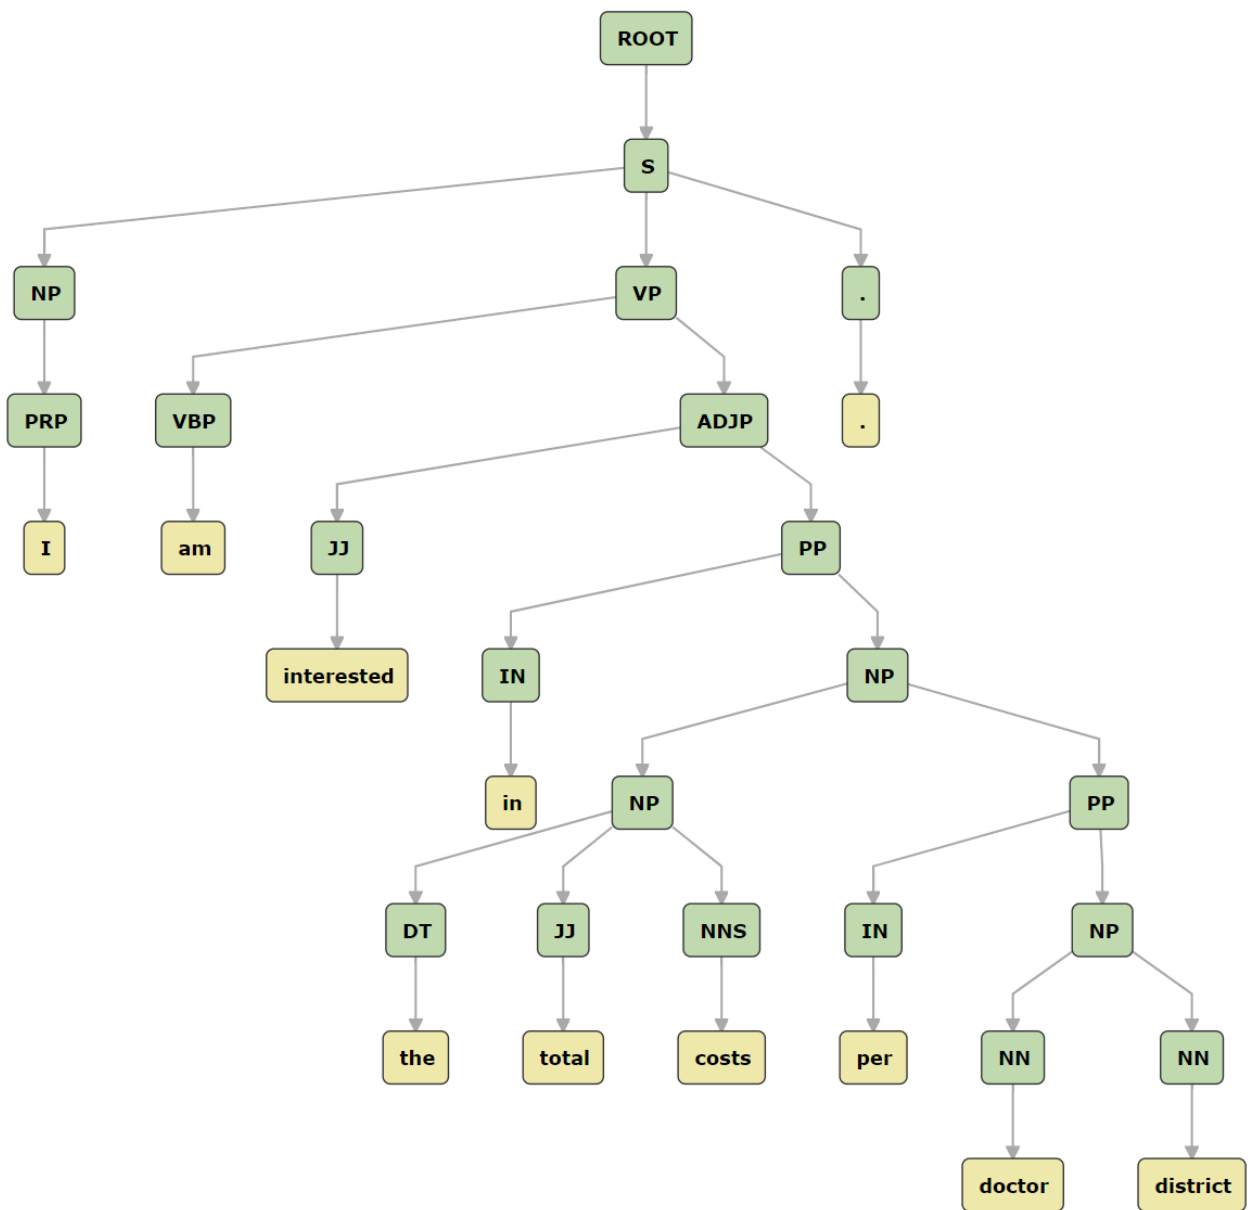 ROOT
S
NP VP .
PRP VBP ADJP .
I am JJ PP
interested IN NP
in NP PP
DT JJ NNS IN NP
the total costs per NN NN
doctor district